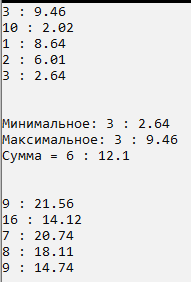 3 : 9.46
10 : 2.02
1 : 8.64
2 : 6.01
3 : 2.64
Минимальное: 3 : 2.64
Максимальное: 3 : 9.46
Сумма = 6 : 12.1
9 : 21.56
16 : 14.12
7 : 20.74
8 : 18.11
9 : 14.74